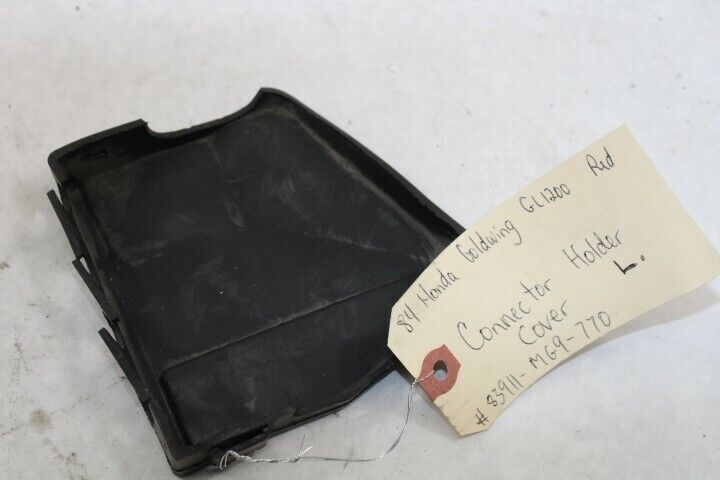 84 Honda Goldwing GL1200 Red
Connector Holder
Cover L.
# 83911-MG9-770